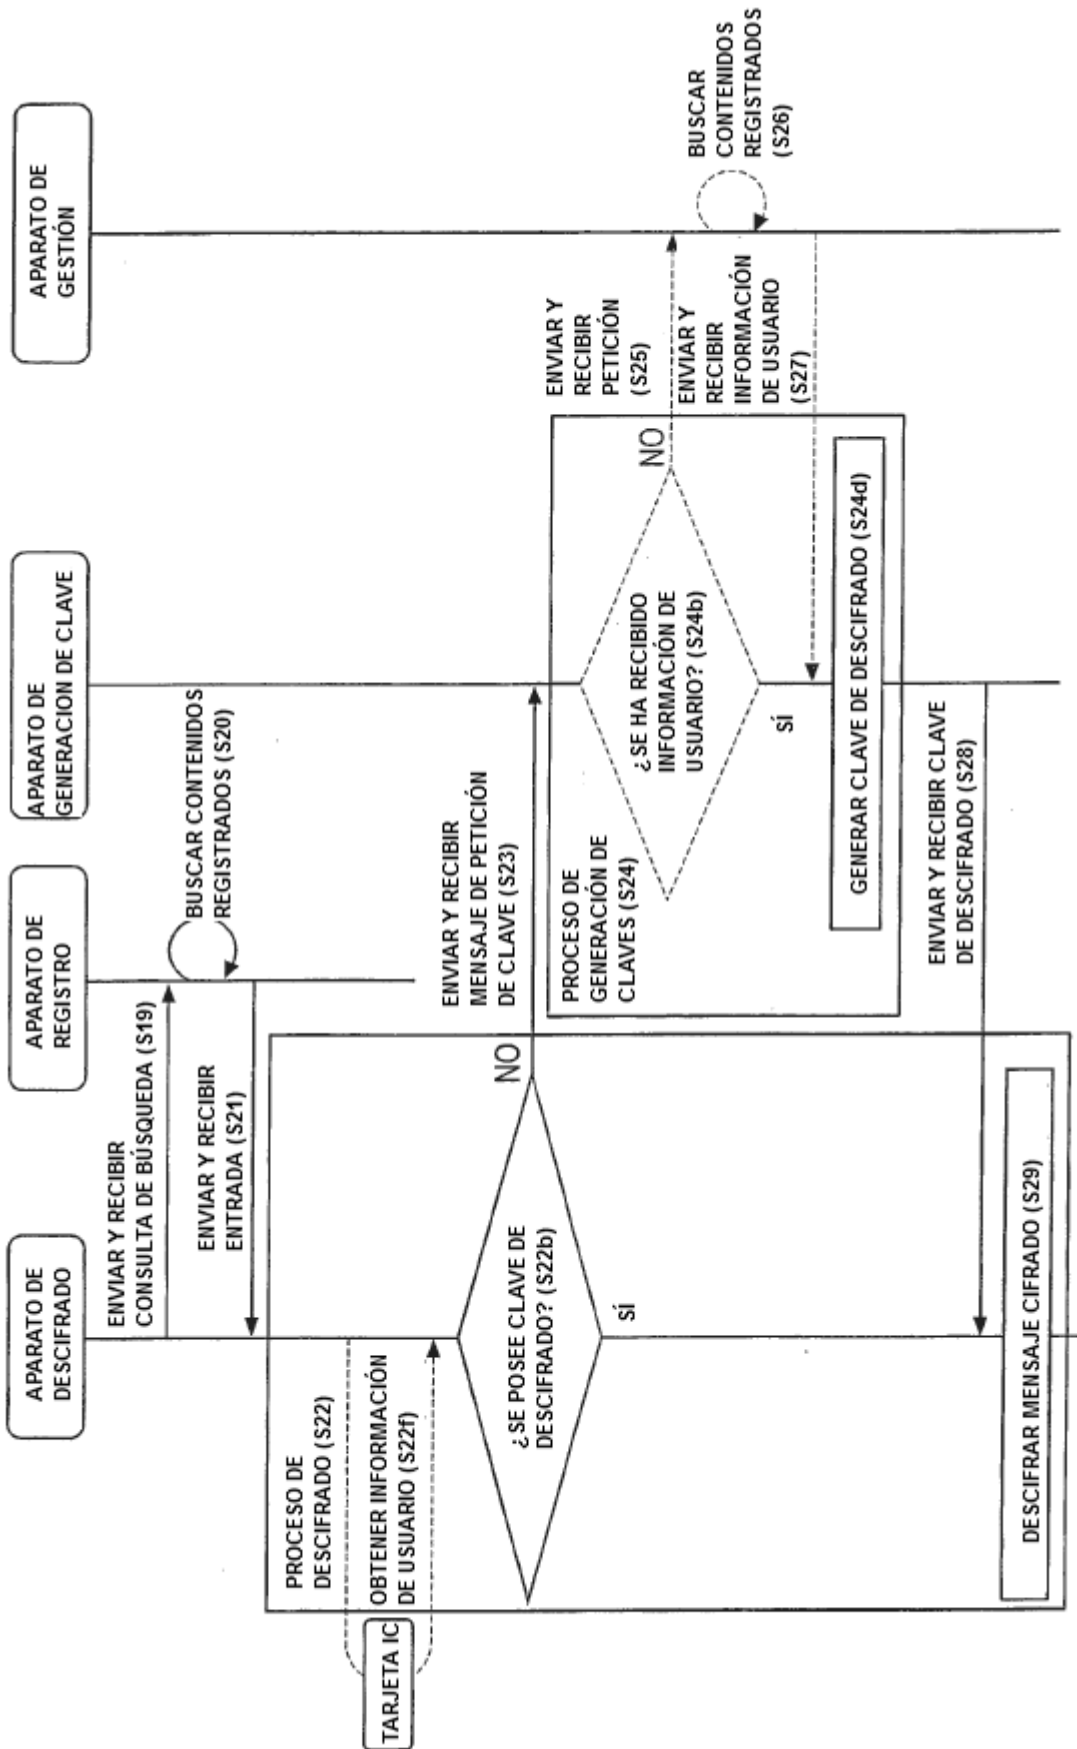 APARATO DE
DESCIFRADO
APARATO DE
REGISTRO
APARATO DE
GENERACION DE CLAVE
APARATO DE
GESTIÓN
ENVIAR Y RECIBIR
CONSULTA DE BÚSQUEDA (S19)
BUSCAR CONTENIDOS
REGISTRADOS (S20)
ENVIAR Y RECIBIR
ENTRADA (S21)
PROCESO DE
DESCIFRADO (S22)
OBTENER INFORMACIÓN
DE USUARIO (S22f)
TARJETA IC
¿SE POSEE CLAVE DE
DESCIFRADO? (S22b)
NO
SÍ
ENVIAR Y RECIBIR
MENSAJE DE PETICIÓN
DE CLAVE (S23)
PROCESO DE
GENERACIÓN DE
CLAVES (S24)
¿SE HA RECIBIDO
INFORMACIÓN DE
USUARIO? (S24b)
NO
SÍ
ENVIAR Y
RECIBIR
PETICIÓN
(S25)
BUSCAR
CONTENIDOS
REGISTRADOS
(S26)
ENVIAR Y
RECIBIR
INFORMACIÓN
DE USUARIO
(S27)
GENERAR CLAVE DE DESCIFRADO (S24d)
ENVIAR Y RECIBIR CLAVE
DE DESCIFRADO (S28)
DESCIFRAR MENSAJE CIFRADO (S29)